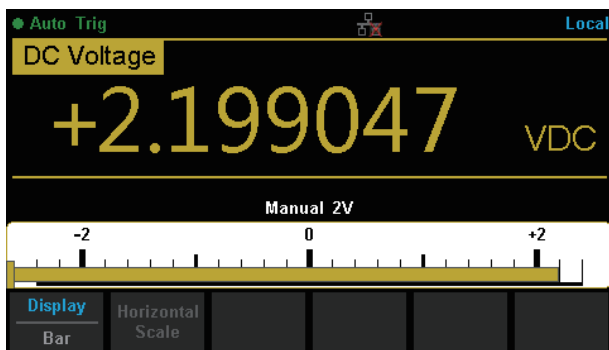 Auto Trig Local
DC Voltage
+2.199047 VDC
Manual 2V
-2 0 +2
Display Horizontal
Bar Scale